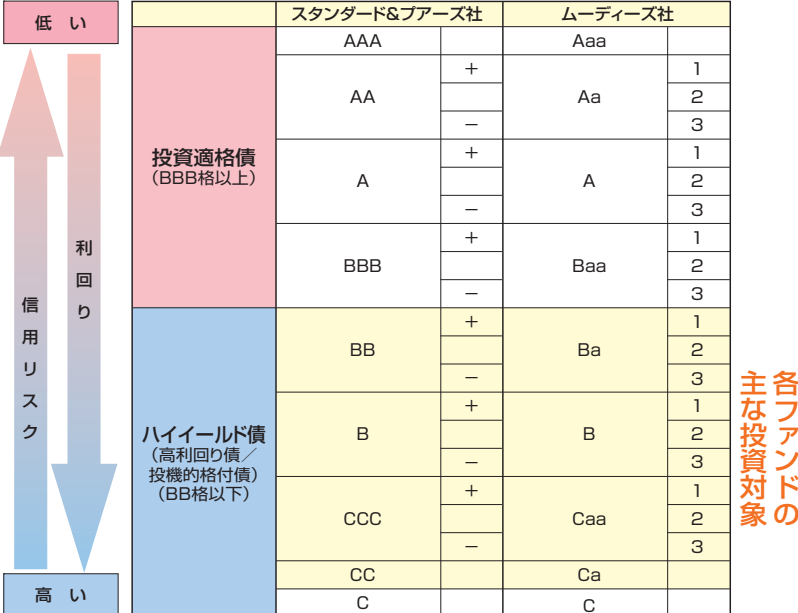 低 い
利回り
信用リスク
高 い
スタンダード&プアーズ社 ムーディーズ社
投資適格債
(BBB格以上)
AAA Aaa
+ 1
AA Aa 2
− 3
+ 1
A A 2
− 3
+ 1
BBB Baa 2
− 3
ハイイールド債
(高利回り債/
投機的格付債)
(BB格以下)
+ 1
BB Ba 2
− 3
+ 1
B B 2
− 3
+ 1
CCC Caa 2
− 3
CC Ca
C C
各ファンドの
主な投資対象